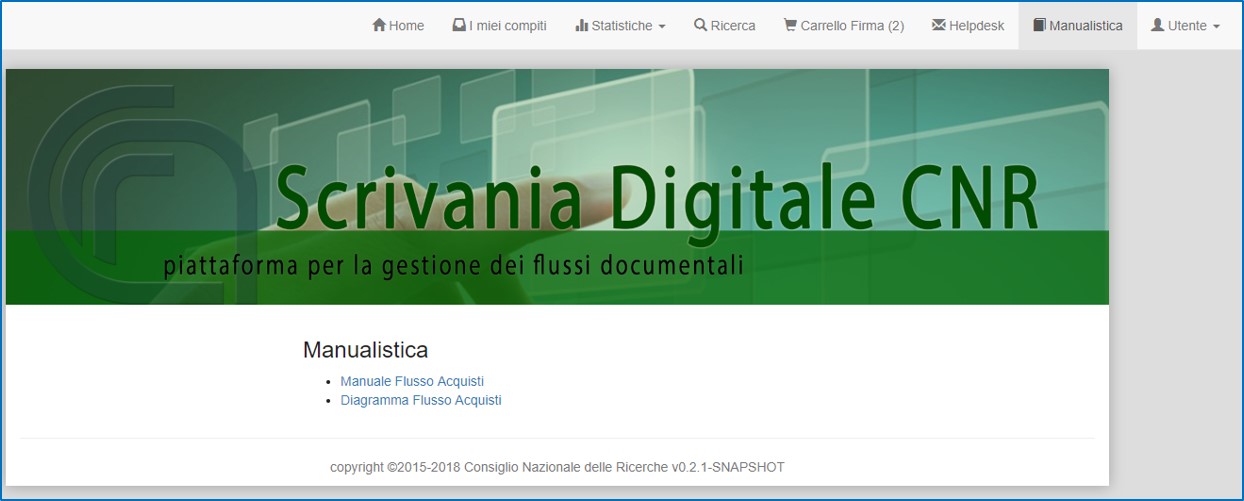 Home I miei compiti Statistiche Ricerca Carrello Firma (2) Helpdesk Manualistica Utente
Scrivania Digitale CNR
piattaforma per la gestione dei flussi documentali
Manualistica
Manuale Flusso Acquisti
Diagramma Flusso Acquisti
copyright ©2015-2018 Consiglio Nazionale delle Ricerche v0.2.1-SNAPSHOT